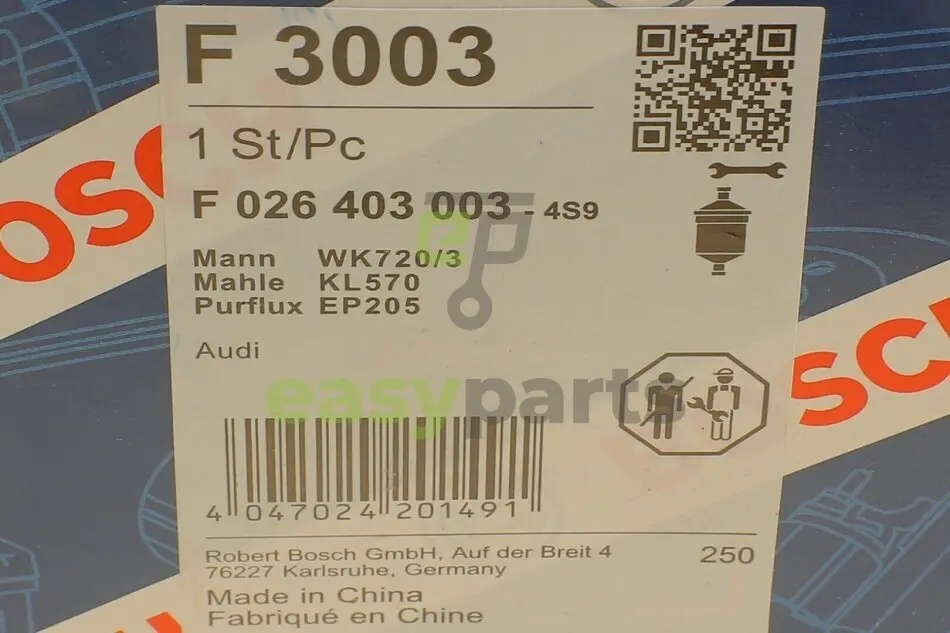 F 3003
1 St/Pc
F 026 403 003 - 4S9
Mann WK720/3
Mahle KL570
Purflux EP205
Audi
easyparts
4 047024 201491
Robert Bosch GmbH, Auf der Breit 4
76227 Karlsruhe, Germany
250
Made in China
Fabriqué en Chine